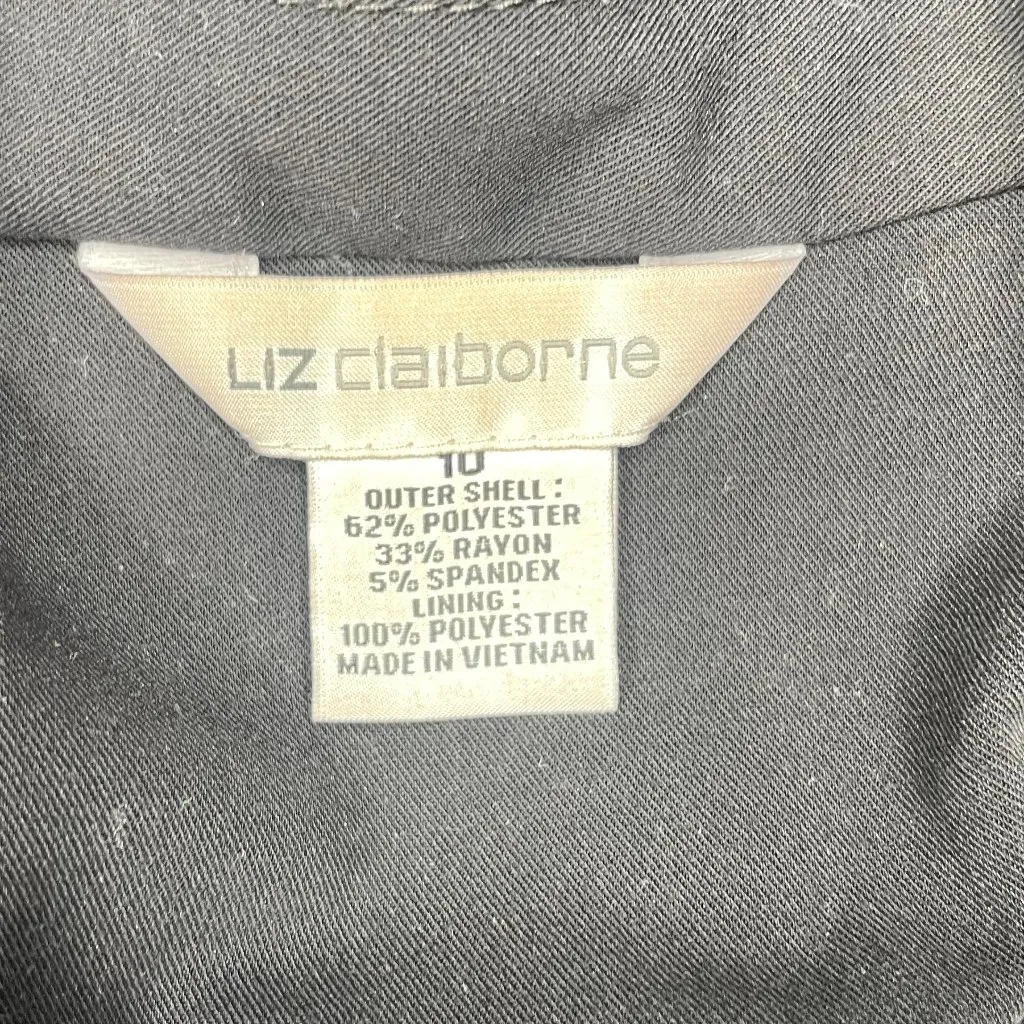 LIZ claiborne
10
OUTER SHELL:
62% POLYESTER
33% RAYON
5% SPANDEX
LINING:
100% POLYESTER
MADE IN VIETNAM